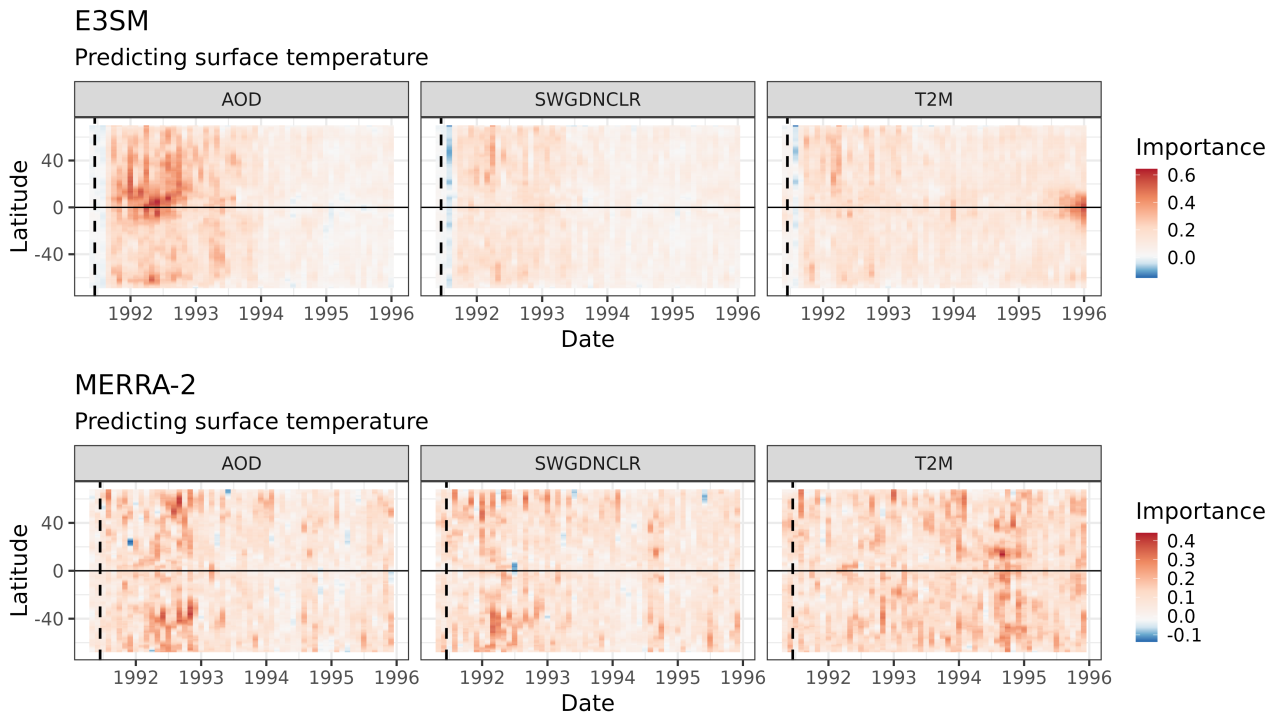 E3SM
Predicting surface temperature
AOD SWGDNCLR T2M
Latitude
40
0
-40
1992 1993 1994 1995 1996 1992 1993 1994 1995 1996 1992 1993 1994 1995 1996
Date
Importance
0.6
0.4
0.2
0.0
MERRA-2
Predicting surface temperature
AOD SWGDNCLR T2M
Latitude
40
0
-40
1992 1993 1994 1995 1996 1992 1993 1994 1995 1996 1992 1993 1994 1995 1996
Date
Importance
0.4
0.3
0.2
0.1
0.0
-0.1